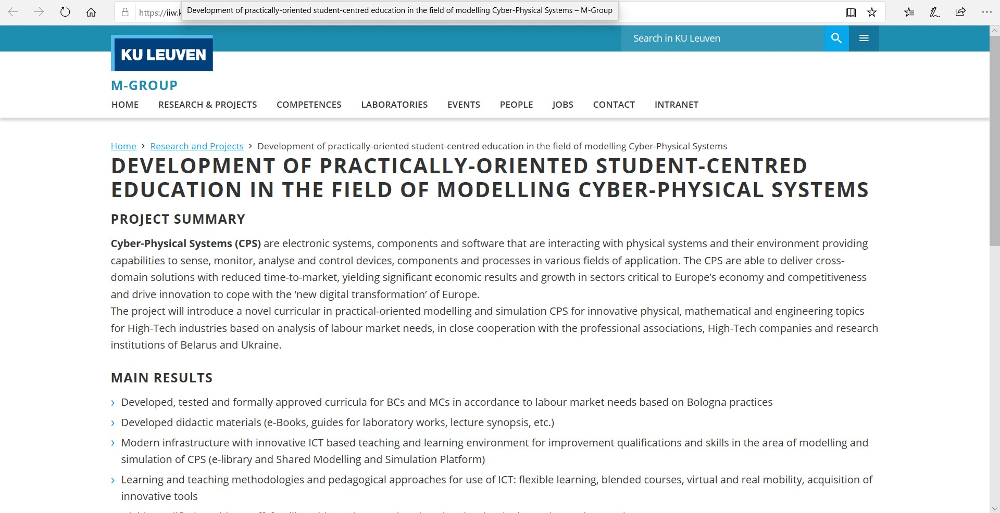 https://iiw.k
Development of practically-oriented student-centred education in the field of modelling Cyber-Physical Systems – M-Group
Search in KU Leuven
KU LEUVEN
M-GROUP
HOME RESEARCH & PROJECTS COMPETENCES LABORATORIES EVENTS PEOPLE JOBS CONTACT INTRANET
Home › Research and Projects › Development of practically-oriented student-centred education in the field of modelling Cyber-Physical Systems
DEVELOPMENT OF PRACTICALLY-ORIENTED STUDENT-CENTRED
EDUCATION IN THE FIELD OF MODELLING CYBER-PHYSICAL SYSTEMS
PROJECT SUMMARY
Cyber-Physical Systems (CPS) are electronic systems, components and software that are interacting with physical systems and their environment providing
capabilities to sense, monitor, analyse and control devices, components and processes in various fields of application. The CPS are able to deliver cross-
domain solutions with reduced time-to-market, yielding significant economic results and growth in sectors critical to Europe’s economy and competitiveness
and drive innovation to cope with the ‘new digital transformation’ of Europe.
The project will introduce a novel curricular in practical-oriented modelling and simulation CPS for innovative physical, mathematical and engineering topics
for High-Tech industries based on analysis of labour market needs, in close cooperation with the professional associations, High-Tech companies and research
institutions of Belarus and Ukraine.
MAIN RESULTS
› Developed, tested and formally approved curricula for BCs and MCs in accordance to labour market needs based on Bologna practices
› Developed didactic materials (e-Books, guides for laboratory works, lecture synopsis, etc.)
› Modern infrastructure with innovative ICT based teaching and learning environment for improvement qualifications and skills in the area of modelling and
simulation of CPS (e-library and Shared Modelling and Simulation Platform)
› Learning and teaching methodologies and pedagogical approaches for use of ICT: flexible learning, blended courses, virtual and real mobility, acquisition of
innovative tools